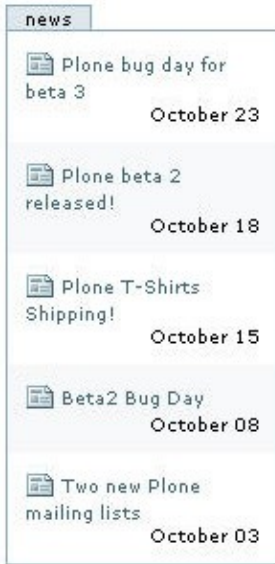 news
Plone bug day for
beta 3
October 23
Plone beta 2
released!
October 18
Plone T-Shirts
Shipping!
October 15
Beta2 Bug Day
October 08
Two new Plone
mailing lists
October 03